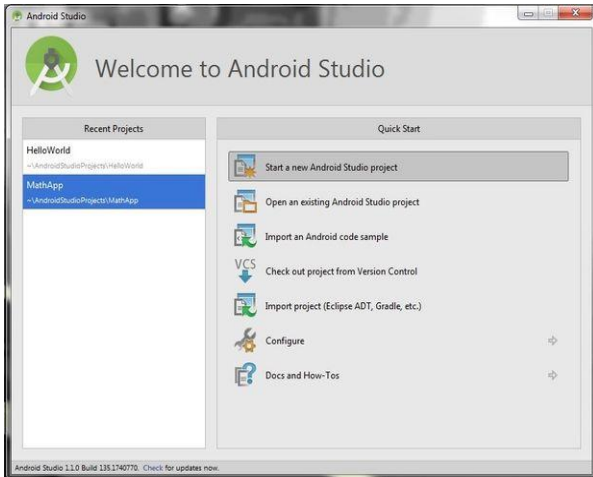 Android Studio
Welcome to Android Studio
Recent Projects
HelloWorld
~\AndroidStudioProjects\HelloWorld
MathApp
~\AndroidStudioProjects\MathApp
Quick Start
Start a new Android Studio project
Open an existing Android Studio project
Import an Android code sample
VCS
Check out project from Version Control
Import project (Eclipse ADT, Gradle, etc.)
Configure
Docs and How-Tos
Android Studio 1.1.0 Build 135.1740770. Check for updates now.